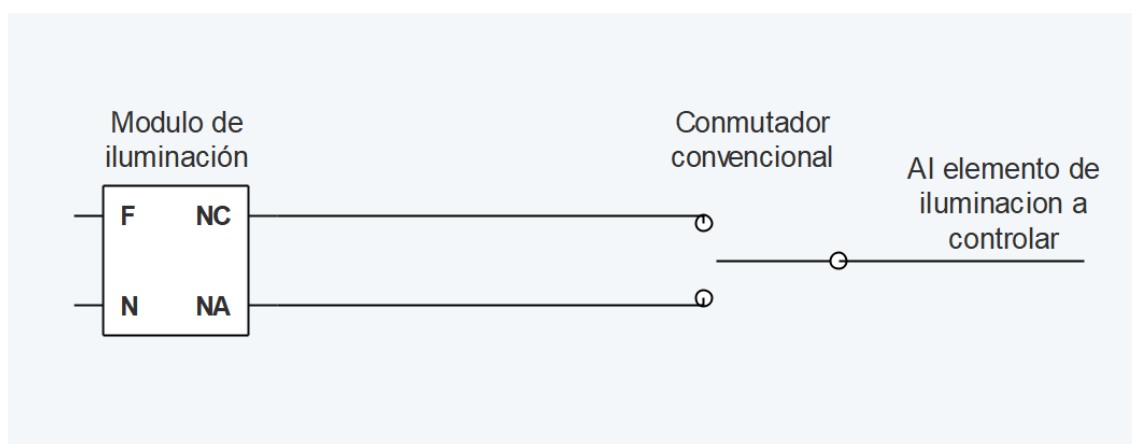 Modulo de
iluminación
F NC
N NA
Conmutador
convencional
Al elemento de
iluminacion a
controlar